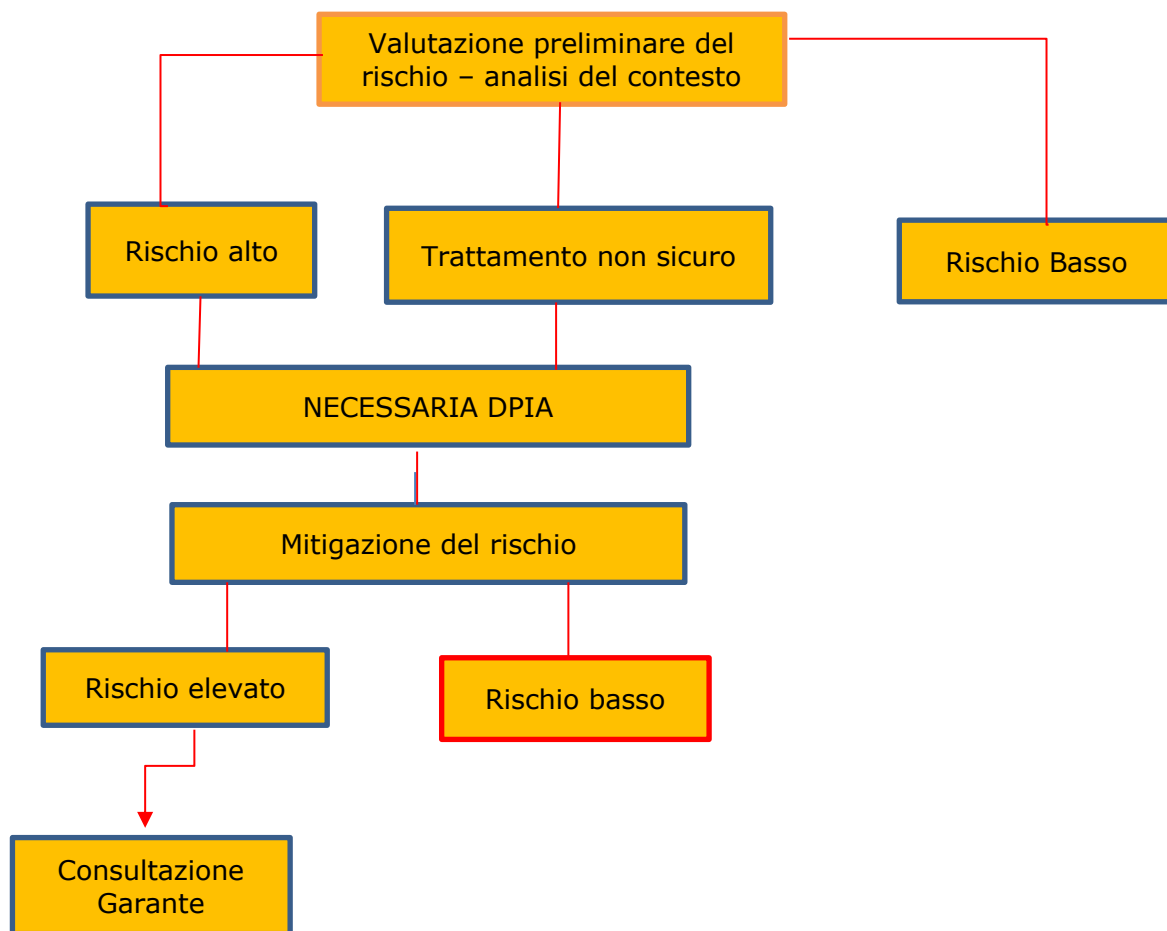 Valutazione preliminare del
rischio – analisi del contesto
Rischio alto
Trattamento non sicuro
Rischio Basso
NECESSARIA DPIA
Mitigazione del rischio
Rischio elevato
Rischio basso
Consultazione
Garante